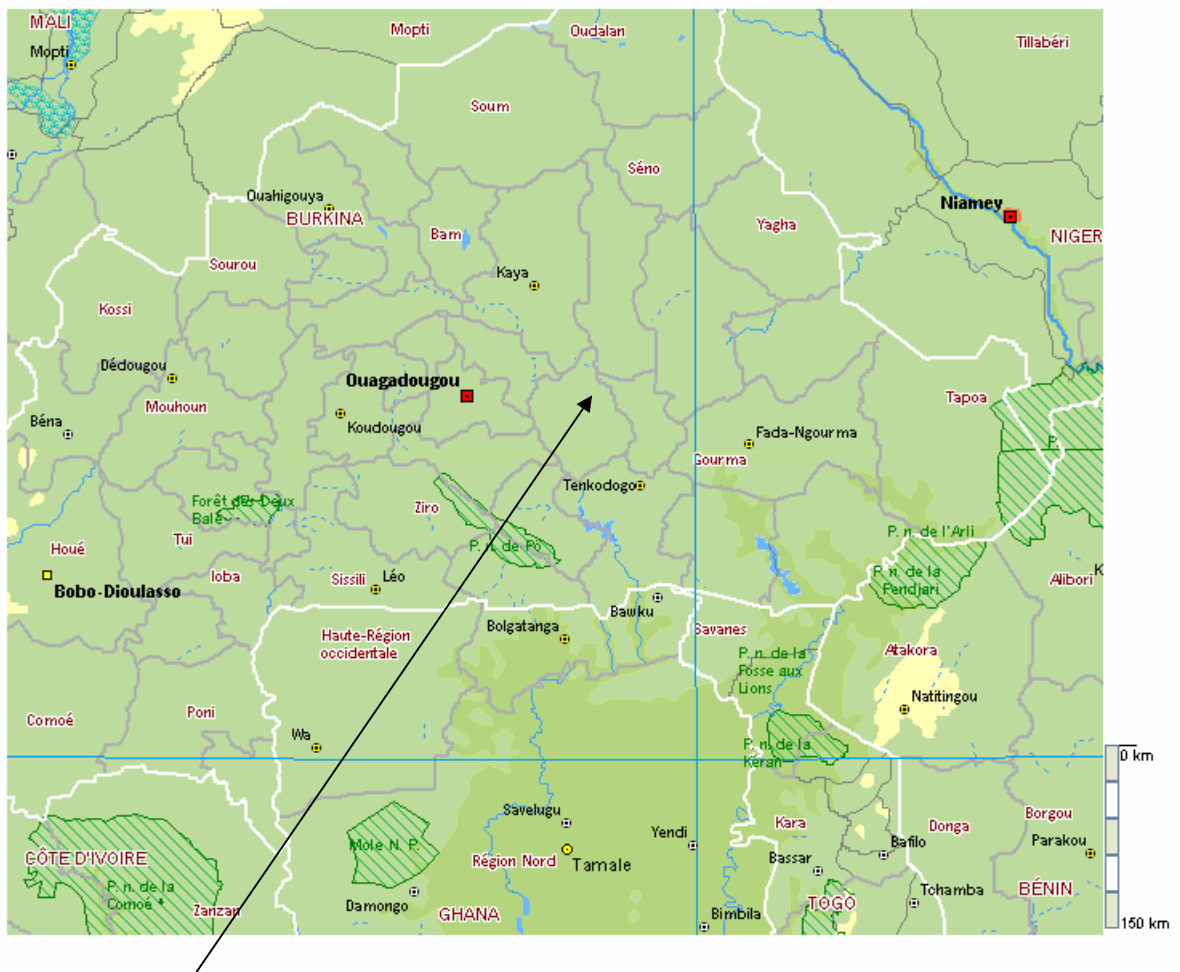 MALI
Mopti
Oudalan
Tillabéri
Mopti
Soum
Séno
Ouahigouya
BURKINA
Niamey
Yagha
Bam
NIGER
Sourou
Kaya
Kossi
Dédougou
Ouagadougou
Tapoa
Mouhoun
Béna
Koudougou
Fada-Ngourma
P.
Gourma
Tenkodogo
Forêt des Deux
Balé
Ziro
P. n. de l'Arli
Tui
P. n. de Pô
Houé
P. n. de la
Pendjari
Ioba
Sissili
Léo
Alibori
K
Bobo-Dioulasso
Bawku
Bolgatanga
Savanes
Haute-Région
occidentale
P. n. de la
Fosse aux
Lions
Atakora
Natitingou
Comoé
Poni
Wa
P. n. de la
Kéran
0 km
Savelugu
Kara
Donga
Borgou
Yendi
Parakou
Mole N. P.
Bafilo
CÔTE D'IVOIRE
Région Nord
Tamale
Bassar
P. n. de la
Comoé
Tchamba
BÉNIN
Damongo
TOGO
Zanzan
GHANA
Bimbila
150 km